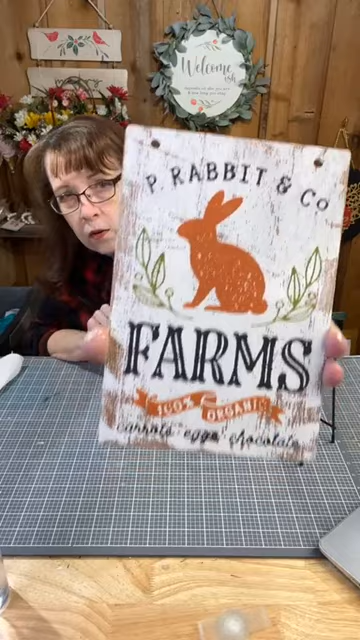 Welcome
P. RABBIT & Co
FARMS
100% ORGANIC
carrots eggs chocolate